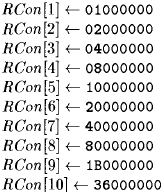 RCon[1] ← 01000000
RCon[2] ← 02000000
RCon[3] ← 04000000
RCon[4] ← 08000000
RCon[5] ← 10000000
RCon[6] ← 20000000
RCon[7] ← 40000000
RCon[8] ← 80000000
RCon[9] ← 1B000000
RCon[10] ← 36000000